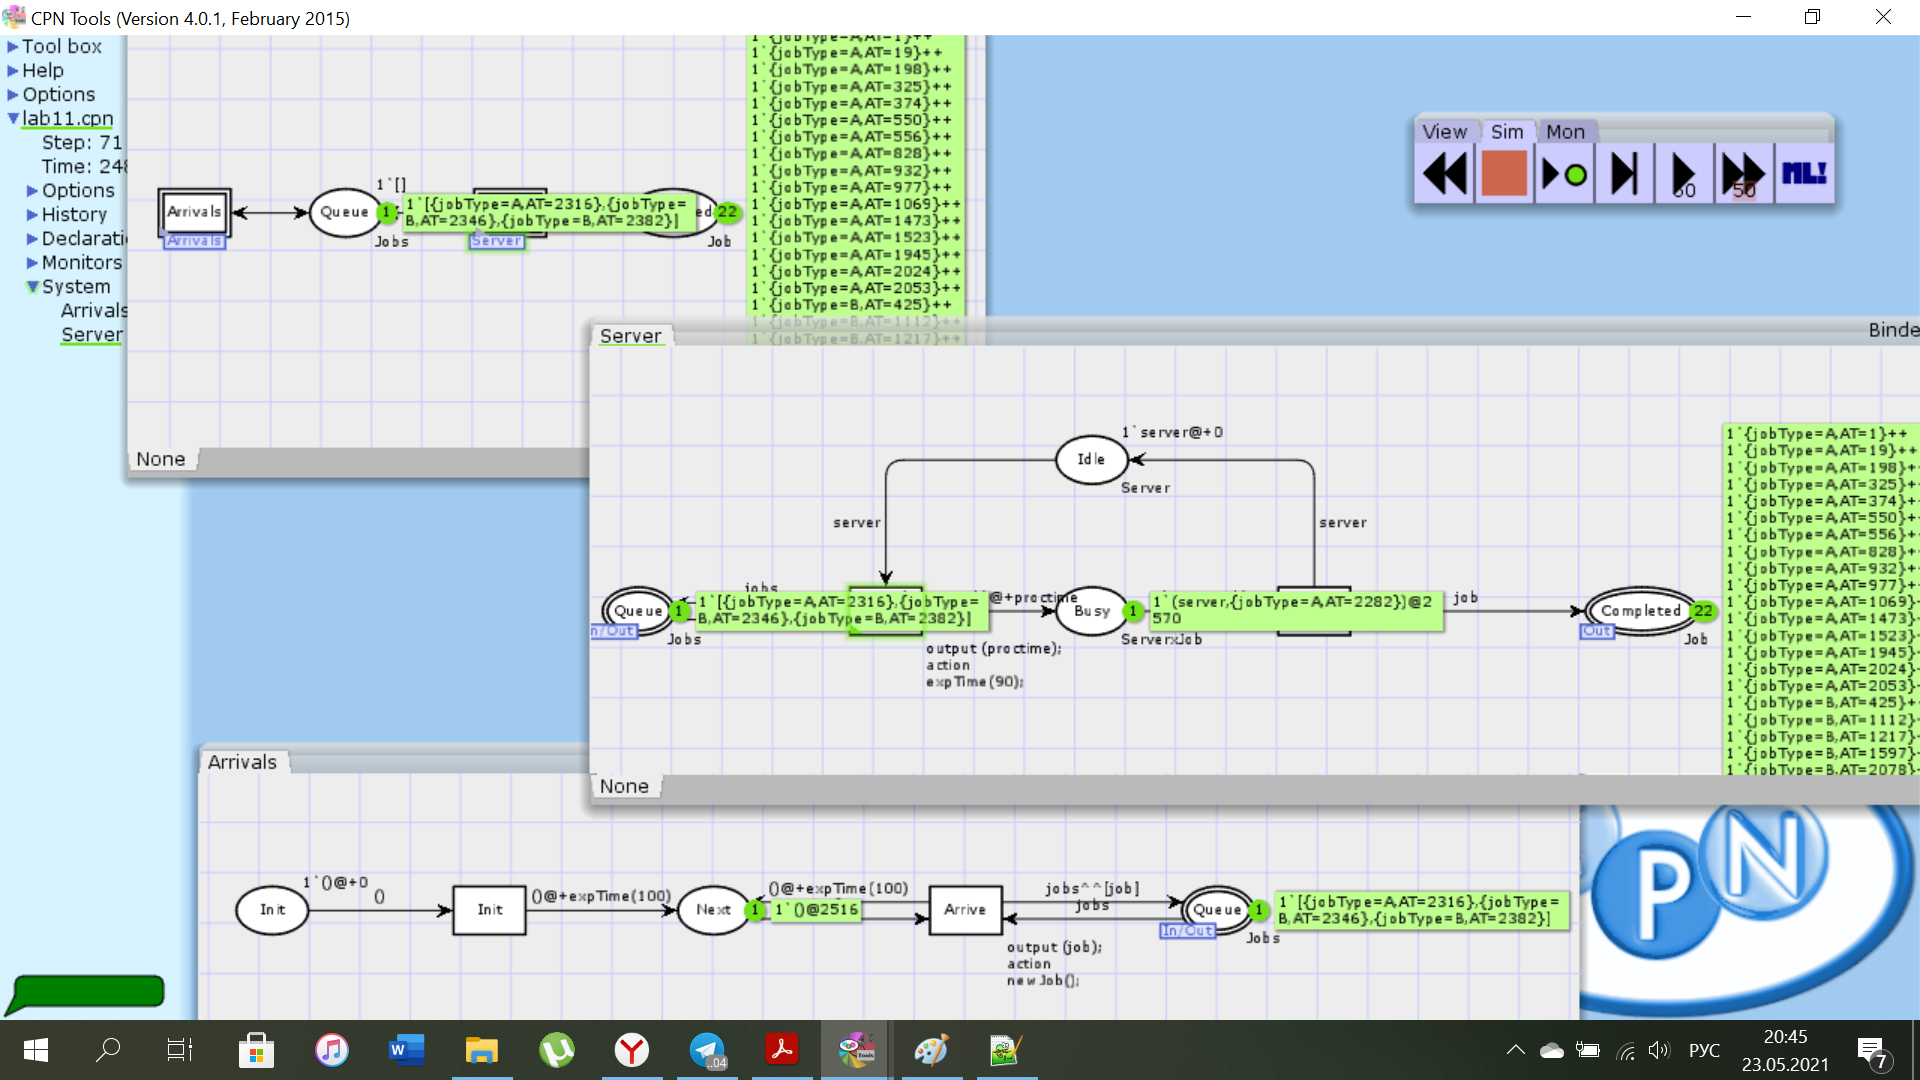 CPN Tools (Version 4.0.1, February 2015)
Tool box
Help
Options
lab11.cpn
Step: 71
Time: 248
Options
History
Declarati
Monitors
System
Arrivals
Server
Arrivals
Arrivals
Queue
1`[]
1
Jobs
1`[{jobType=A,AT=2316},{jobType=
B,AT=2346},{jobType=B,AT=2382}]
Server
ed
22
Job
1`{jobType=A,AT=1}++
1`{jobType=A,AT=19}++
1`{jobType=A,AT=198}++
1`{jobType=A,AT=325}++
1`{jobType=A,AT=374}++
1`{jobType=A,AT=550}++
1`{jobType=A,AT=556}++
1`{jobType=A,AT=828}++
1`{jobType=A,AT=932}++
1`{jobType=A,AT=977}++
1`{jobType=A,AT=1069}++
1`{jobType=A,AT=1473}++
1`{jobType=A,AT=1523}++
1`{jobType=A,AT=1945}++
1`{jobType=A,AT=2024}++
1`{jobType=A,AT=2053}++
1`{jobType=B,AT=425}++
1`{jobType=B,AT=1112}++
1`{jobType=B,AT=1217}++
None
View
Sim
Mon
50
50
ML!
Server
Binde
Idle
1`server@+0
Server
server
server
Queue
n/Out
1
Jobs
jobs
1`[{jobType=A,AT=2316},{jobType=
B,AT=2346},{jobType=B,AT=2382}]
@+proctime
output (proctime);
action
expTime(90);
Busy
1
ServerxJob
1`(server,{jobType=A,AT=2282})@2
570
job
Completed
22
Out
Job
1`{jobType=A,AT=1}++
1`{jobType=A,AT=19}++
1`{jobType=A,AT=198}+
1`{jobType=A,AT=325}+
1`{jobType=A,AT=374}+
1`{jobType=A,AT=550}+
1`{jobType=A,AT=556}+
1`{jobType=A,AT=828}+
1`{jobType=A,AT=932}+
1`{jobType=A,AT=977}+
1`{jobType=A,AT=1069}
1`{jobType=A,AT=1473}
1`{jobType=A,AT=1523}
1`{jobType=A,AT=1945}
1`{jobType=A,AT=2024}
1`{jobType=A,AT=2053}
1`{jobType=B,AT=425}+
1`{jobType=B,AT=1112}
1`{jobType=B,AT=1217}
1`{jobType=B,AT=1597}
1`{jobType=B,AT=2078}
None
Arrivals
Init
1`()@+0
()
Init
()@+expTime(100)
Next
1
1`()@2516
()@+expTime(100)
Arrive
output (job);
action
newJob();
jobs^^[job]
jobs
Queue
In/Out
1
Jobs
1`[{jobType=A,AT=2316},{jobType=
B,AT=2346},{jobType=B,AT=2382}]
P
N
W
Y
..04
Tools
РУС
20:45
23.05.2021
7